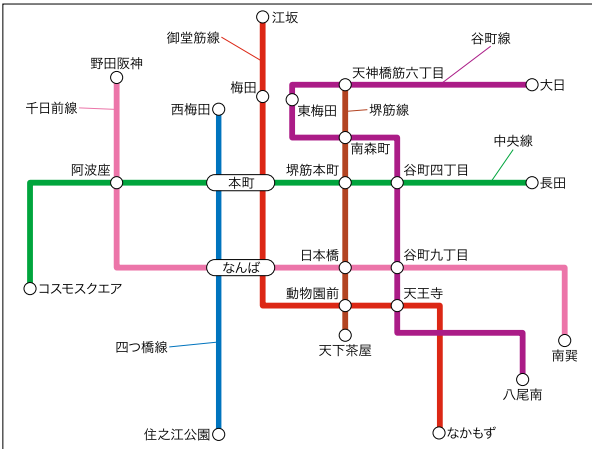 江坂
御堂筋線
谷町線
野田阪神
天神橋筋六丁目
梅田
大日
千日前線
西梅田
東梅田
堺筋線
南森町
中央線
阿波座
本町
堺筋本町
谷町四丁目
長田
日本橋
谷町九丁目
なんば
コスモスクエア
動物園前
天王寺
四つ橋線
天下茶屋
南巽
八尾南
住之江公園
なかもず